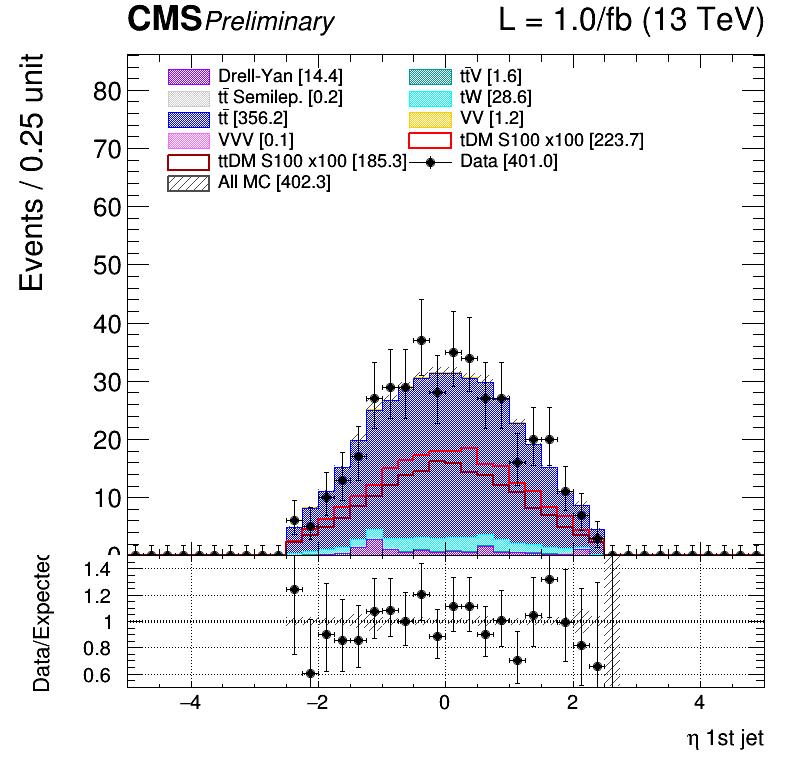 CMS Preliminary L = 1.0/fb (13 TeV)
Events / 0.25 unit
Drell-Yan [14.4] tt̄V [1.6]
tt̄ Semilep. [0.2] tW [28.6]
tt̄ [356.2] VV [1.2]
VVV [0.1] tDM S100 x100 [223.7]
ttDM S100 x100 [185.3] Data [401.0]
All MC [402.3]
80
70
60
50
40
30
20
10
0
Data/Expected
1.4
1.2
1
0.8
0.6
−4 −2 0 2 4
η 1st jet